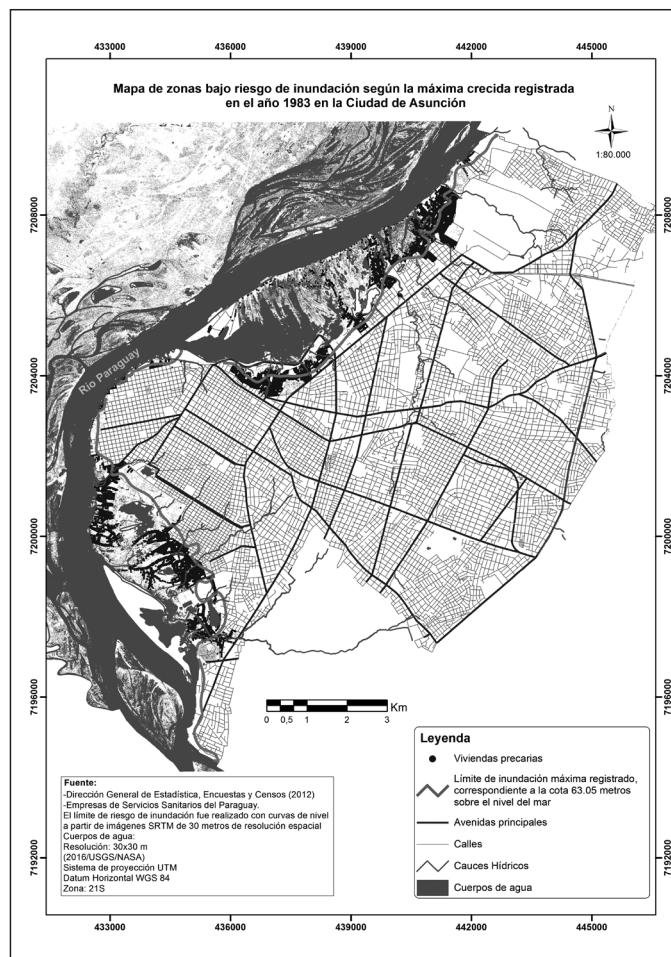 433000
436000
439000
442000
445000
Mapa de zonas bajo riesgo de inundación según la máxima crecida registrada
en el año 1983 en la Ciudad de Asunción
N
1:80.000
7208000
7208000
Río Paraguay
7204000
7204000
7200000
7200000
7196000
7196000
0 0,5 1 2 3 Km
Leyenda
Viviendas precarias
Límite de inundación máxima registrado,
correspondiente a la cota 63.05 metros
sobre el nivel del mar
Avenidas principales
Calles
Cauces Hídricos
Cuerpos de agua
Fuente:
-Dirección General de Estadística, Encuestas y Censos (2012)
-Empresas de Servicios Sanitarios del Paraguay.
El límite de riesgo de inundación fue realizado con curvas de nivel
a partir de imágenes SRTM de 30 metros de resolución espacial
Cuerpos de agua:
Resolución: 30x30 m
(2016/USGS/NASA)
Sistema de proyección UTM
Datum Horizontal WGS 84
Zona: 21S
7192000
7192000
433000
436000
439000
442000
445000